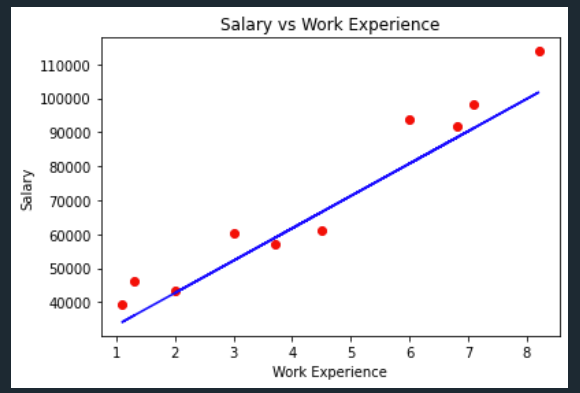 Salary vs Work Experience
110000
100000
90000
80000
70000
60000
50000
40000
Salary
1 2 3 4 5 6 7 8
Work Experience